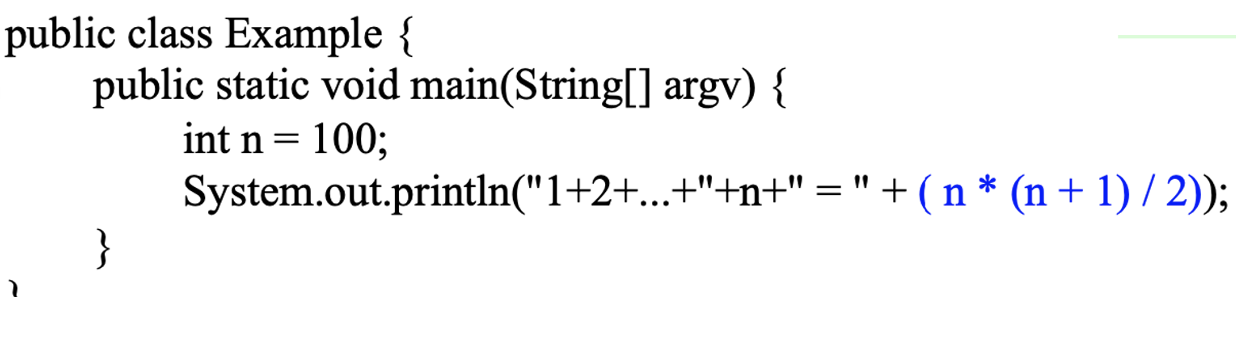 public class Example {
public static void main(String[] argv) {
int n = 100;
System.out.println("1+2+...+"+n+" = " + ( n * (n + 1) / 2));
}
}